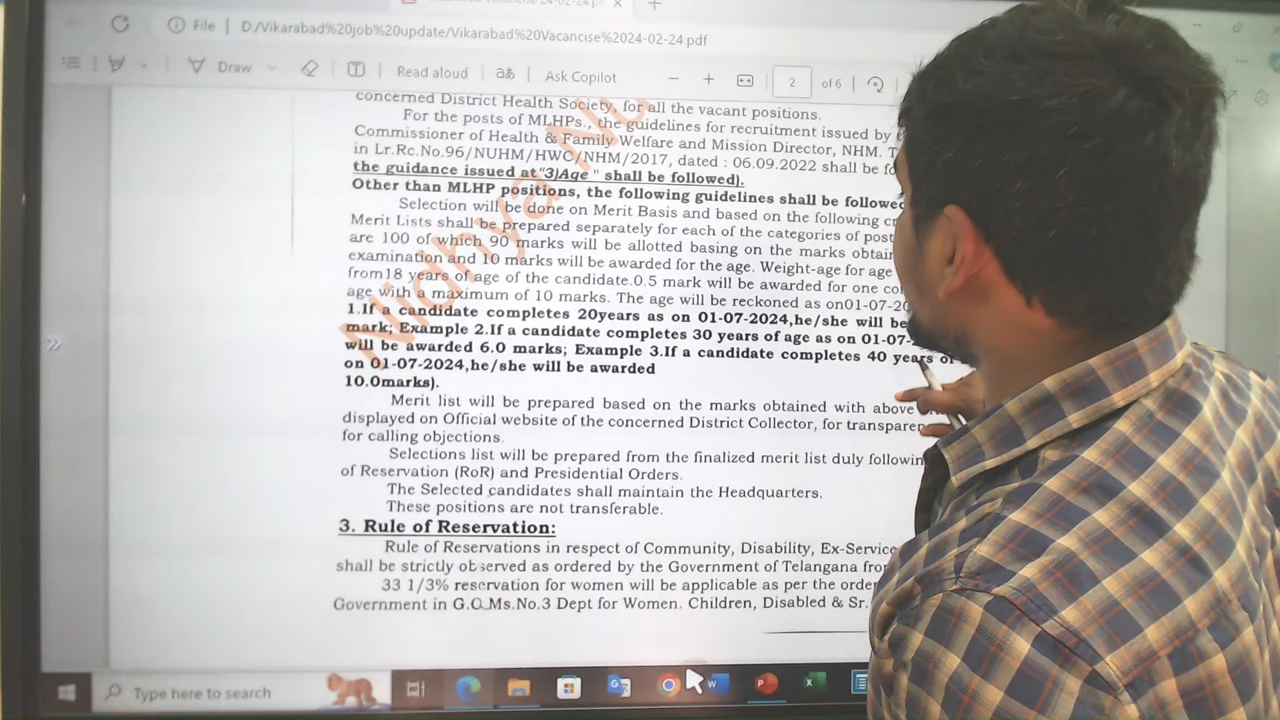 File | D:/Vikarabad%20job%20update/Vikarabad%20Vacancise%2024-02-24.pdf
Draw Read aloud aあ Ask Copilot 2 of 6
concerned District Health Society, for all the vacant positions.
For the posts of MLHPs., the guidelines for recruitment issued by
Commissioner of Health & Family Welfare and Mission Director, NHM. T
in Lr.Rc.No.96/NUHM/HWC/NHM/2017, dated : 06.09.2022 shall be fo
the guidance issued at"3)Age " shall be followed).
Other than MLHP positions, the following guidelines shall be followed
Selection will be done on Merit Basis and based on the following cr
Merit Lists shall be prepared separately for each of the categories of post
are 100 of which 90 marks will be allotted basing on the marks obtain
examination and 10 marks will be awarded for the age. Weight-age for age
from18 years of age of the candidate.0.5 mark will be awarded for one co
age with a maximum of 10 marks. The age will be reckoned as on01-07-20
1.If a candidate completes 20years as on 01-07-2024,he/she will be
mark; Example 2.If a candidate completes 30 years of age as on 01-07-
will be awarded 6.0 marks; Example 3.If a candidate completes 40 years of
on 01-07-2024,he/she will be awarded
10.0marks).
Merit list will be prepared based on the marks obtained with above
displayed on Official website of the concerned District Collector, for transparen
for calling objections.
Selections list will be prepared from the finalized merit list duly followin
of Reservation (RoR) and Presidential Orders.
The Selected candidates shall maintain the Headquarters.
These positions are not transferable.
3. Rule of Reservation:
Rule of Reservations in respect of Community, Disability, Ex-Service
shall be strictly observed as ordered by the Government of Telangana fro
33 1/3% reservation for women will be applicable as per the orde
Government in G.O.Ms.No.3 Dept for Women. Children, Disabled & Sr.
Nidhya Nu
Type here to search